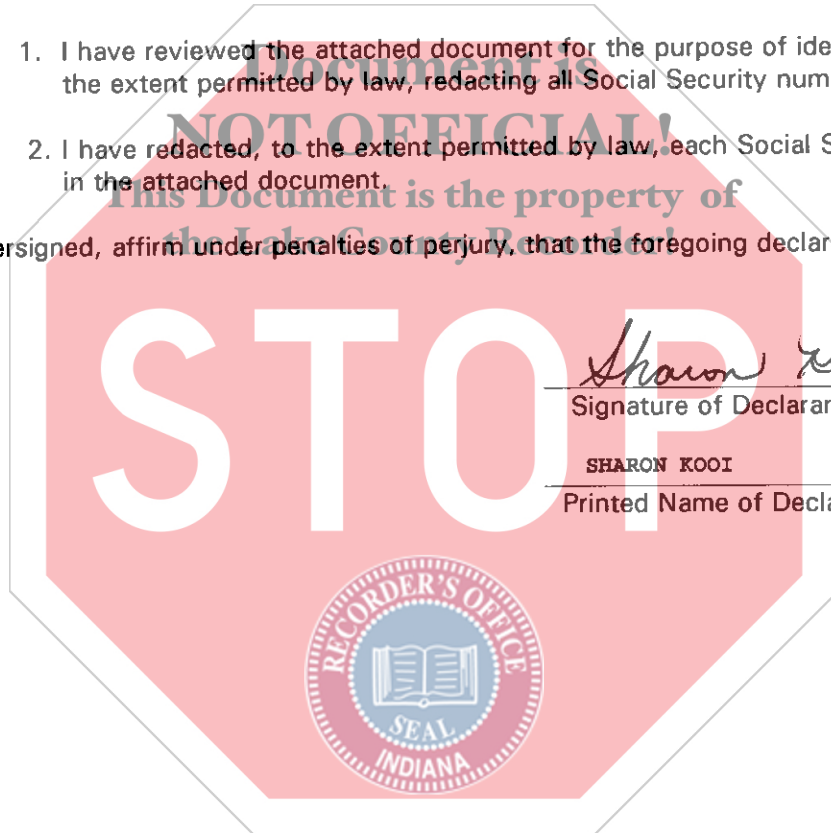 Document is
1. I have reviewed the attached document for the purpose of ide
the extent permitted by law, redacting all Social Security num
NOT OFFICIAL!
2. I have redacted, to the extent permitted by law, each Social S
in the attached document.
This Document is the property of
the Lake County Recorder!
ersigned, affirm under penalties of perjury, that the foregoing declar
STOP
Sharon
Signature of Declaran
SHARON KOOI
Printed Name of Decla
RECORDER'S OFFICE
SEAL
INDIANA